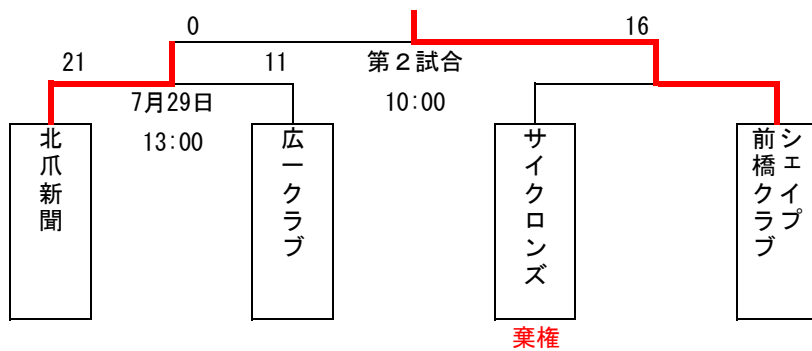 0
16
21
11
第2試合
7月29日
10:00
13:00
北爪新聞
広一クラブ
サイクロンズ
シェイプ
前橋クラブ
棄権